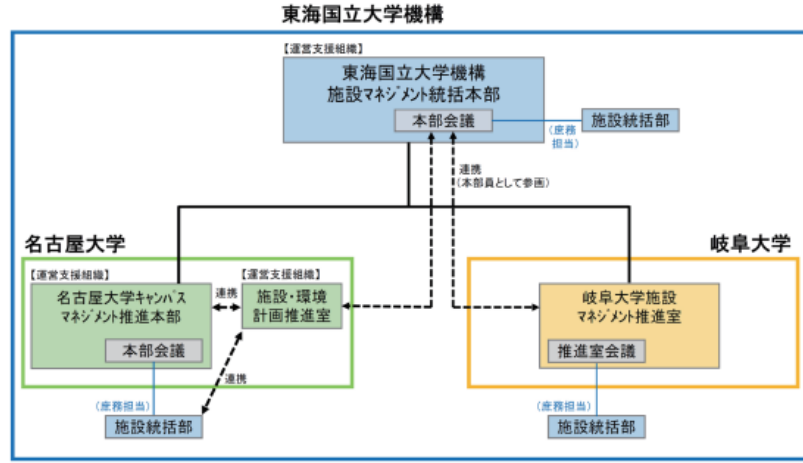 東海国立大学機構
【運営支援組織】
東海国立大学機構
施設マネジメント統括本部
本部会議
施設統括部
(庶務
担当)
連携
(本部員として参画)
名古屋大学
岐阜大学
【運営支援組織】
【運営支援組織】
名古屋大学キャンパス
マネジメント推進本部
連携
施設・環境
計画推進室
岐阜大学施設
マネジメント推進室
本部会議
推進室会議
連携
(庶務担当)
(庶務担当)
施設統括部
施設統括部